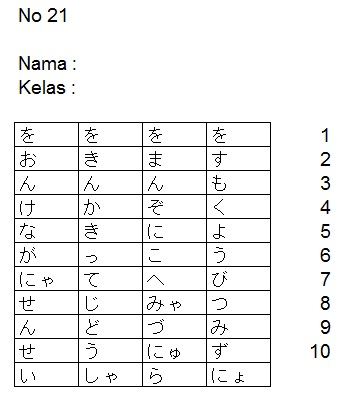 No 21
Nama :
Kelas :
を を を を 1
お き ま す 2
ん ん ん も 3
け か ぞ く 4
な き に よ 5
が っ こ う 6
にゃ て へ び 7
せ じ みゃ つ 8
ん ど づ み 9
せ う にゅ ず 10
い しゃ ら にょ